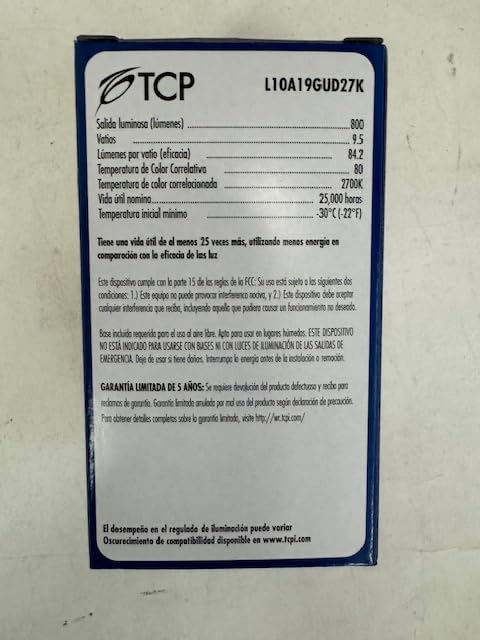 TCP
L10A19GUD27K
Salida luminosa (lúmenes) 800
Vatios 9.5
Lúmenes por vatio (eficacia) 84.2
Temperatura de Color Correlativa 80
Temperatura de color correlacionada 2700K
Vida útil nomina 25,000 horas
Temperatura inicial mínimo -30°C (-22°F)
Tiene una vida útil de al menos 25 veces más, utilizando menos energía en
comparación con la eficacia de las luz
Este dispositivo cumple con la parte 15 de las reglas de la FCC: Su uso está sujeto a las siguientes dos
condiciones: 1.) Este equipo no puede provocar interferencia nociva, y 2.) Este dispositivo debe aceptar
cualquier interferencia que reciba, incluyendo aquella que pudiera causar un funcionamiento no deseado.
Base incluida requerida para el uso al aire libre. Apto para usar en lugares húmedos. ESTE DISPOSITIVO
NO ESTÁ INDICADO PARA USARSE CON BASES NI CON LUCES DE ILUMINACIÓN DE LAS SALIDAS DE
EMERGENCIA. Deje de usar si tiene daños. Interrumpa la energía antes de la instalación o remoción.
GARANTÍA LIMITADA DE 5 AÑOS: Se requiere devolución del producto defectuoso y recibo para
reclamos de garantía. Garantía limitada anulada por mal uso del producto según declaración de precaución.
Para obtener detalles completos sobre la garantía limitada, visite http://wr.tcpi.com/
El desempeño en el regulado de iluminación puede variar
Oscurecimiento de compatibilidad disponible en www.tcpi.com